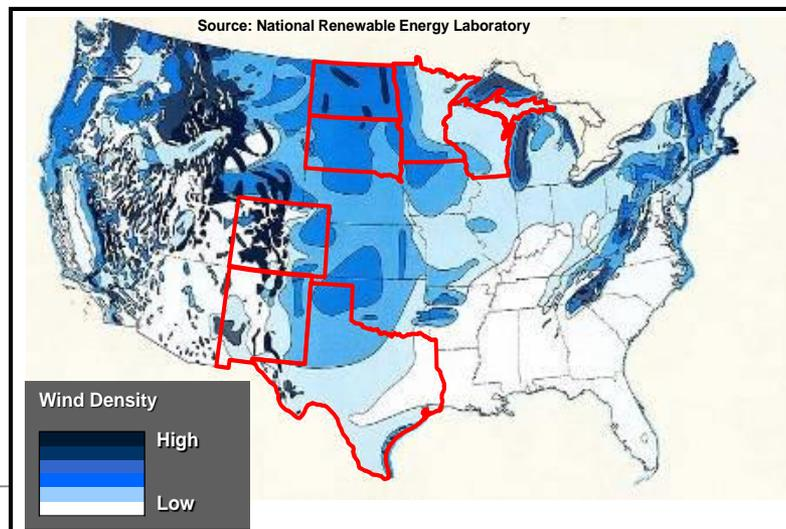 Source: National Renewable Energy Laboratory
Wind Density
High
Low